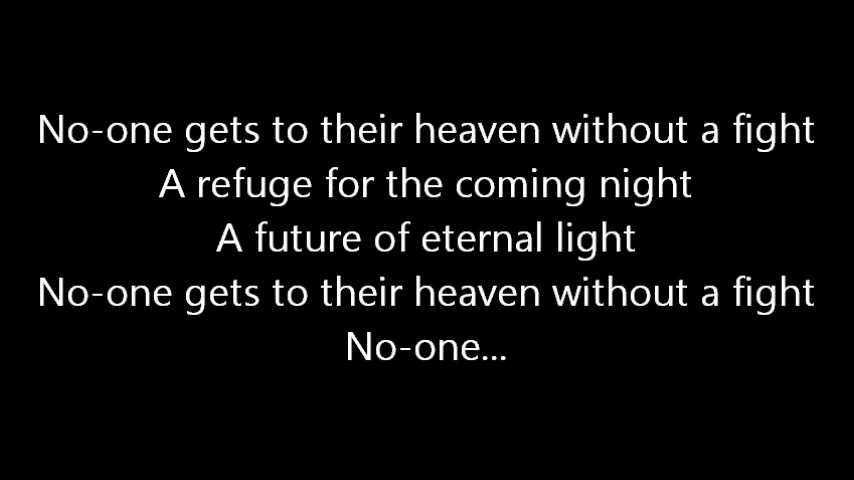 No-one gets to their heaven without a fight
A refuge for the coming night
A future of eternal light
No-one gets to their heaven without a fight
No-one...